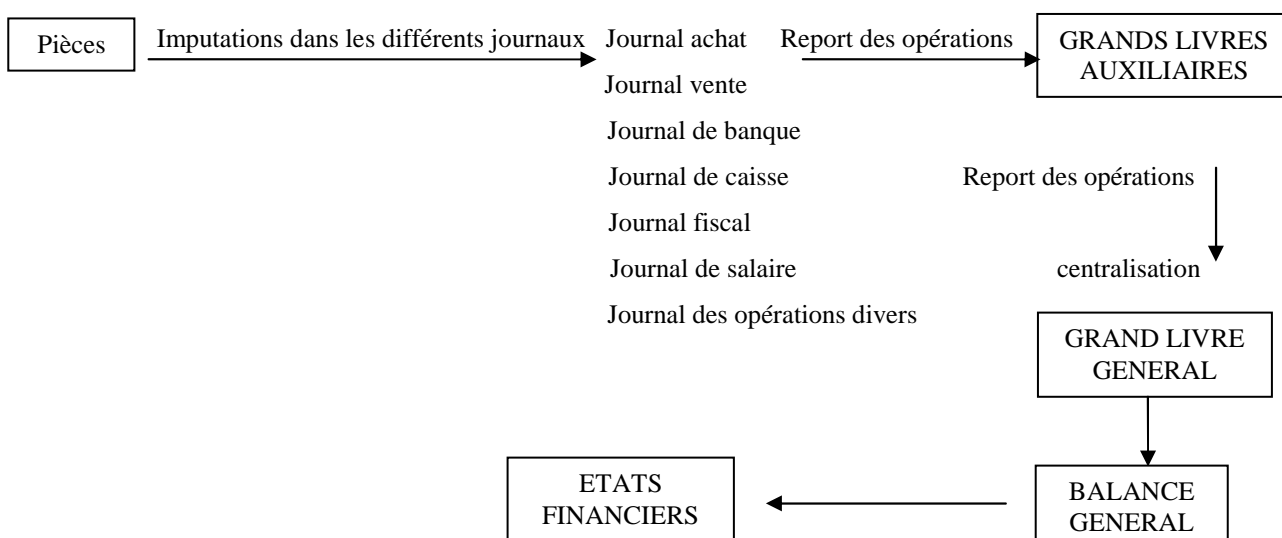 Pièces
Imputations dans les différents journaux
Journal achat
Report des opérations
GRANDS LIVRES
AUXILIAIRES
Journal vente
Journal de banque
Journal de caisse
Report des opérations
Journal fiscal
Journal de salaire
centralisation
Journal des opérations divers
GRAND LIVRE
GENERAL
ETATS
FINANCIERS
BALANCE
GENERAL